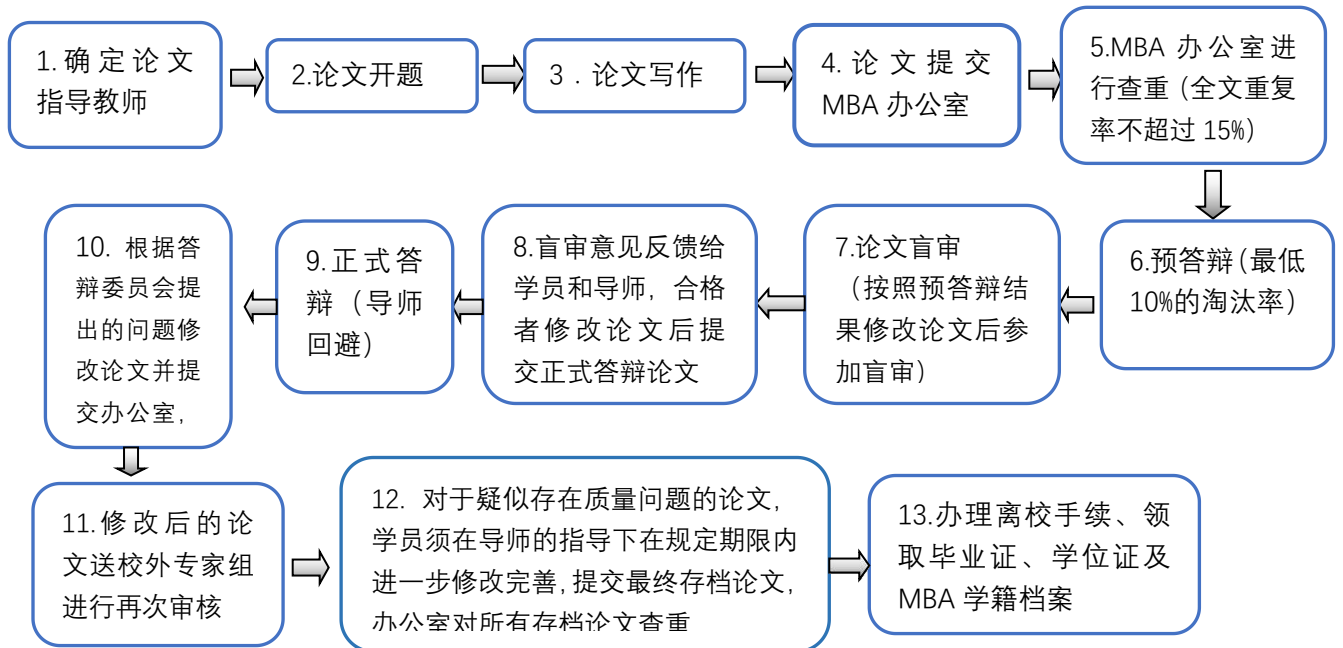 1.确定论文
指导教师
2.论文开题
3．论文写作
4.论文提交
MBA 办公室
5.MBA 办公室进
行查重（全文重复
率不超过 15%）
6.预答辩（最低
10%的淘汰率）
7.论文盲审
（按照预答辩结
果修改论文后参
加盲审）
8.盲审意见反馈给
学员和导师，合格
者修改论文后提
交正式答辩论文
9.正式答
辩（导师
回避）
10. 根据答
辩委员会提
出的问题修
改论文并提
交办公室，
11.修改后的论
文送校外专家组
进行再次审核
12. 对于疑似存在质量问题的论文，
学员须在导师的指导下在规定期限内
进一步修改完善，提交最终存档论文，
办公室对所有存档论文查重
13.办理离校手续、领
取毕业证、学位证及
MBA 学籍档案